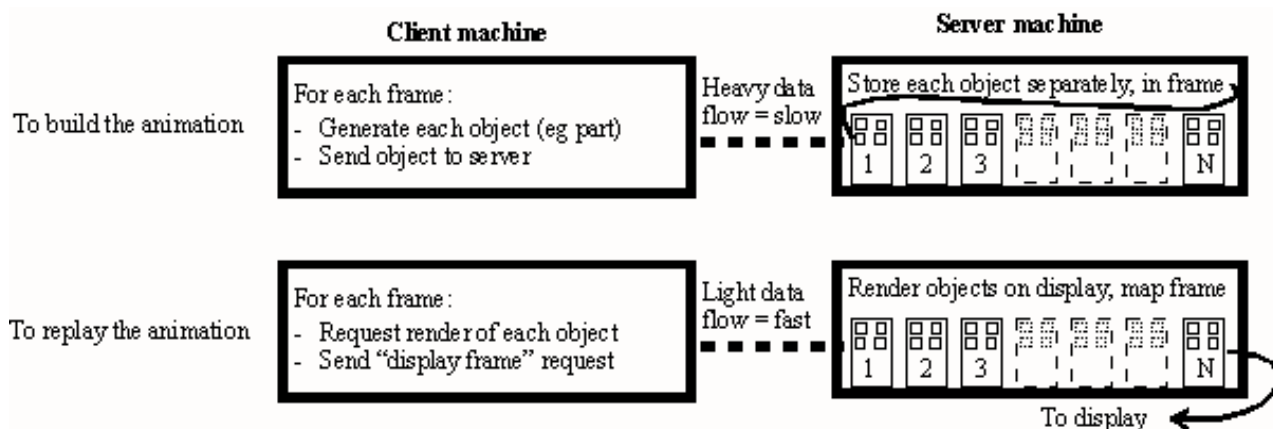 Client machine
Server machine
To build the animation
For each frame:
- Generate each object (eg part)
- Send object to server
Heavy data
flow = slow
Store each object separately, in frame
1 2 3 N
To replay the animation
For each frame:
- Request render of each object
- Send “display frame” request
Light data
flow = fast
Render objects on display, map frame
1 2 3 N
To display